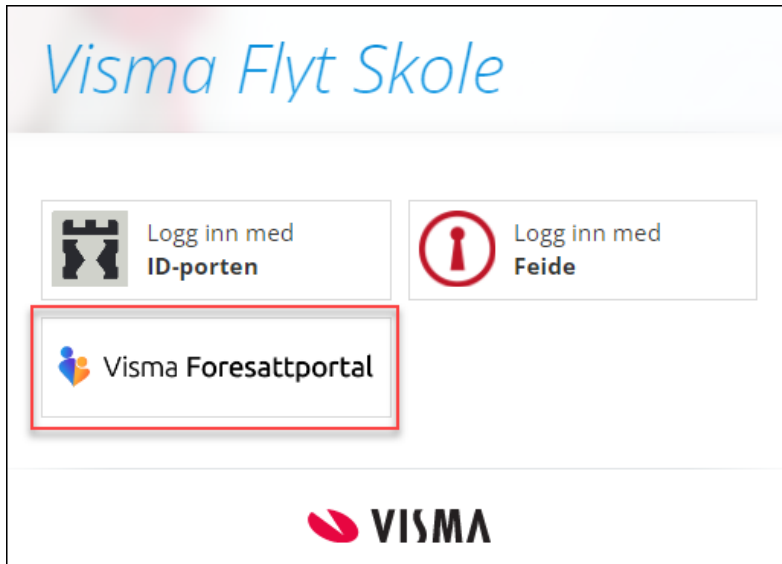 Visma Flyt Skole
Logg inn med
ID-porten
Logg inn med
Feide
Visma Foresattportal
VISMA